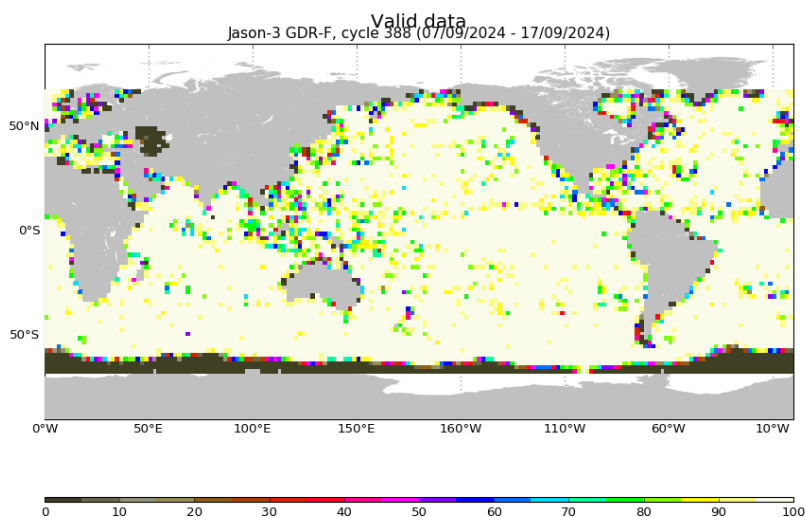 Valid data
Jason-3 GDR-F, cycle 388 (07/09/2024 - 17/09/2024)
50°N
0°S
50°S
0°W 50°E 100°E 150°E 160°W 110°W 60°W 10°W
0 10 20 30 40 50 60 70 80 90 100